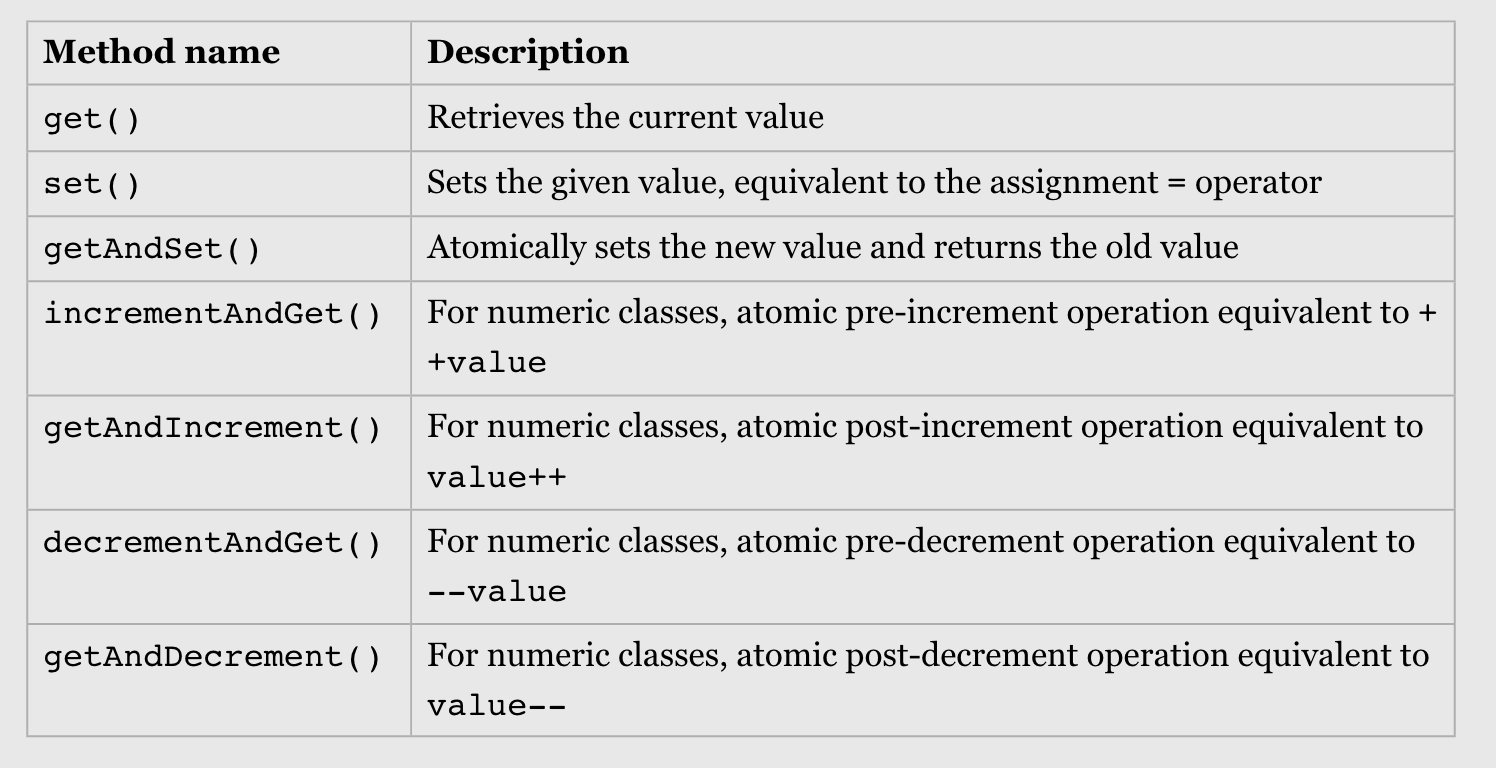 Method name Description
get() Retrieves the current value
set() Sets the given value, equivalent to the assignment = operator
getAndSet() Atomically sets the new value and returns the old value
incrementAndGet() For numeric classes, atomic pre-increment operation equivalent to +
+value
getAndIncrement() For numeric classes, atomic post-increment operation equivalent to
value++
decrementAndGet() For numeric classes, atomic pre-decrement operation equivalent to
--value
getAndDecrement() For numeric classes, atomic post-decrement operation equivalent to
value--